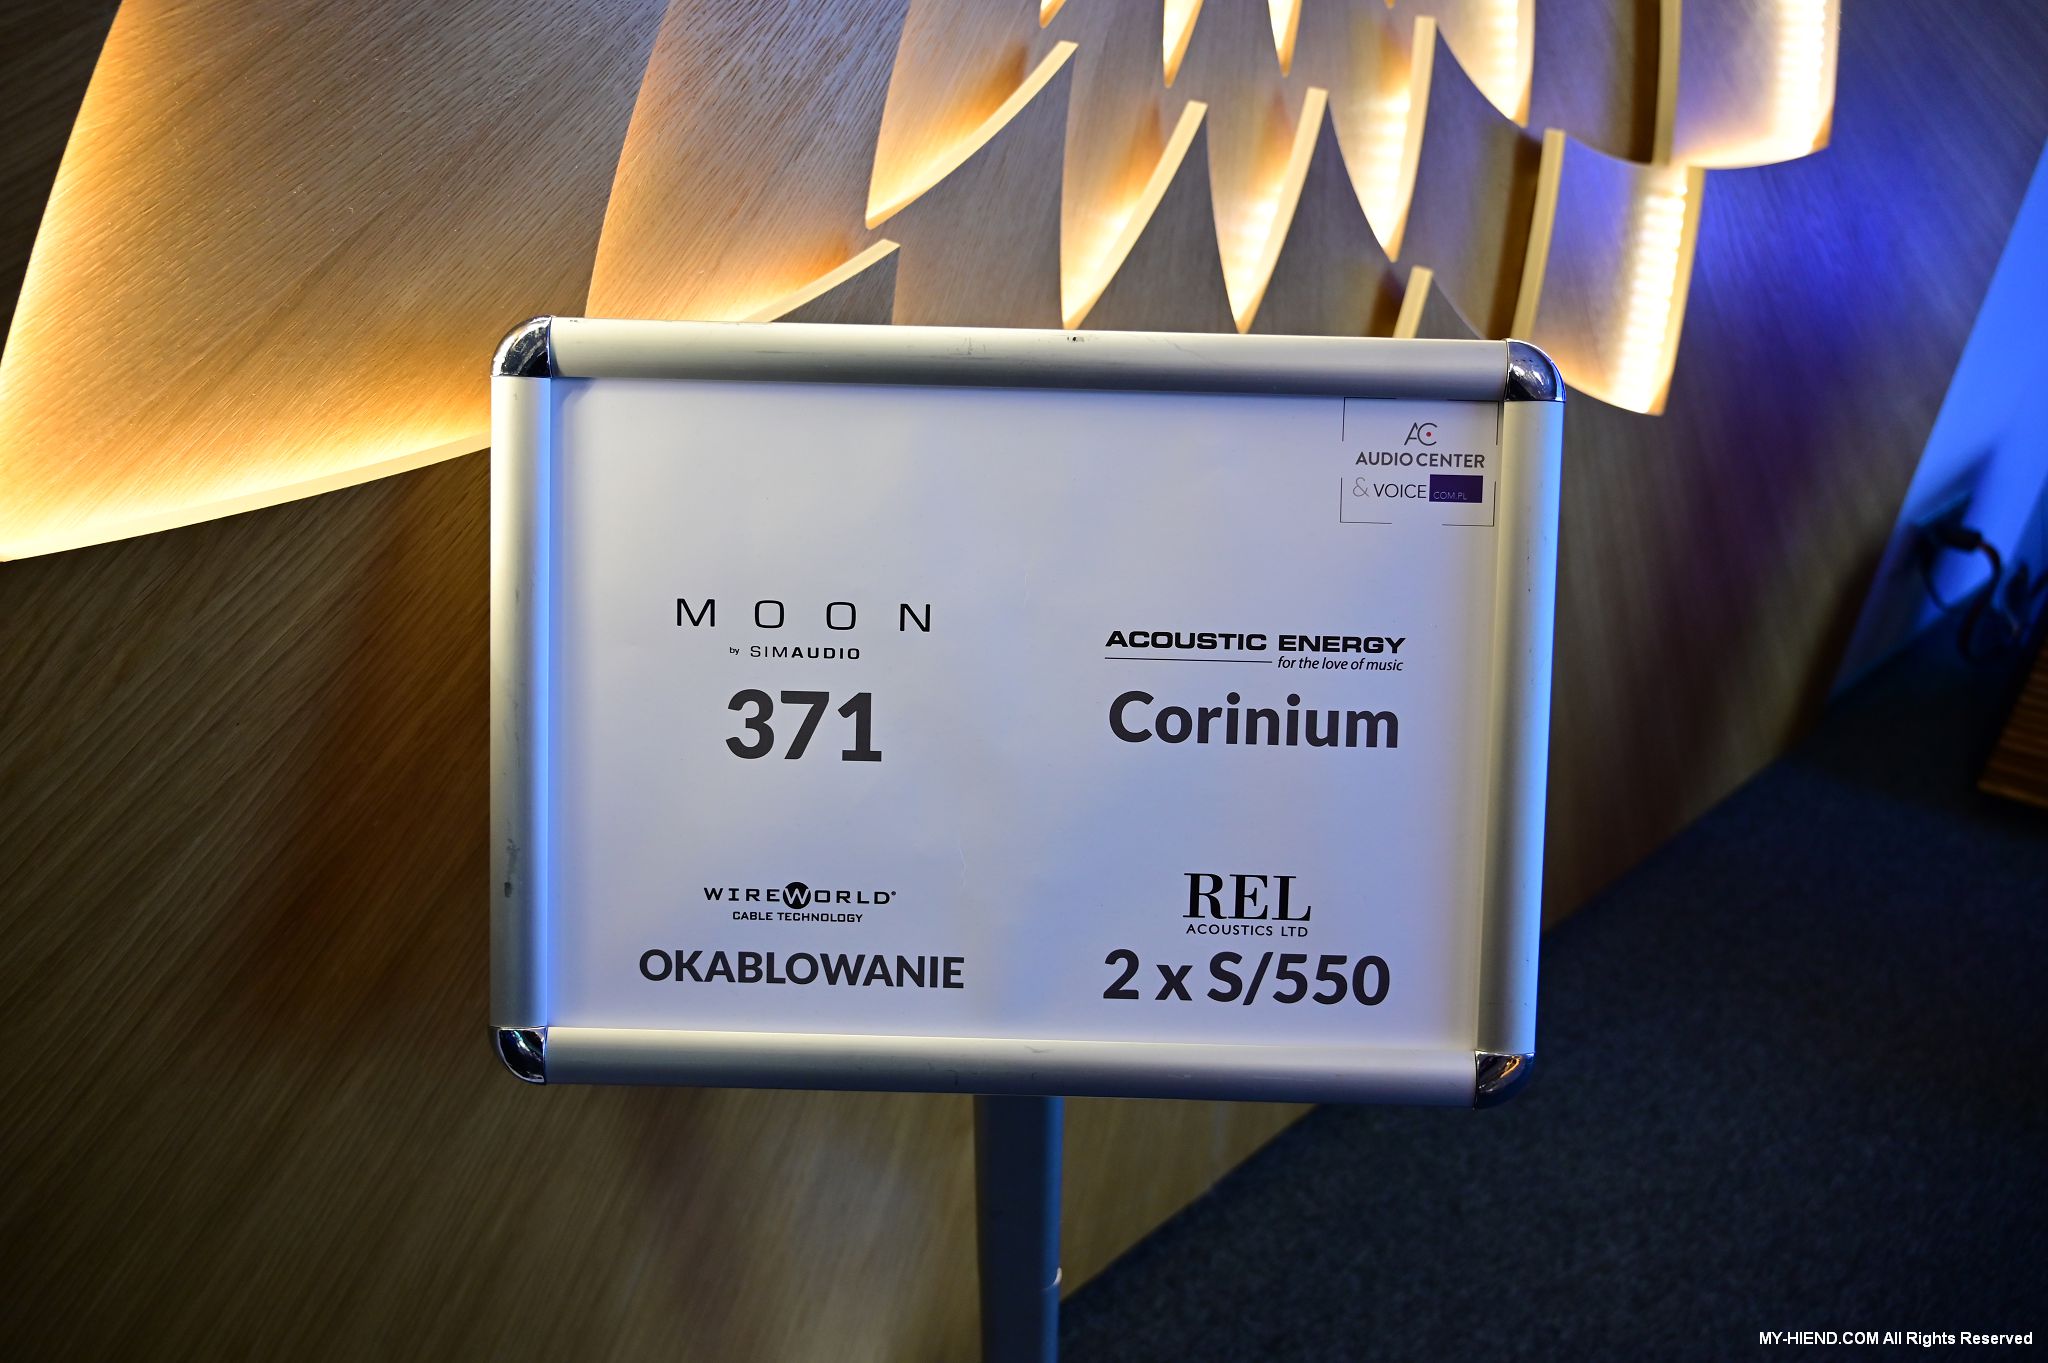 AC
AUDIO CENTER
& VOICE COM.PL
MOON
by SIMAUDIO
371
ACOUSTIC ENERGY
for the love of music
Corinium
WIREWORLD®
CABLE TECHNOLOGY
OKABLOWANIE
REL
ACOUSTICS LTD
2 x S/550
MY-HIEND.COM All Rights Reserved